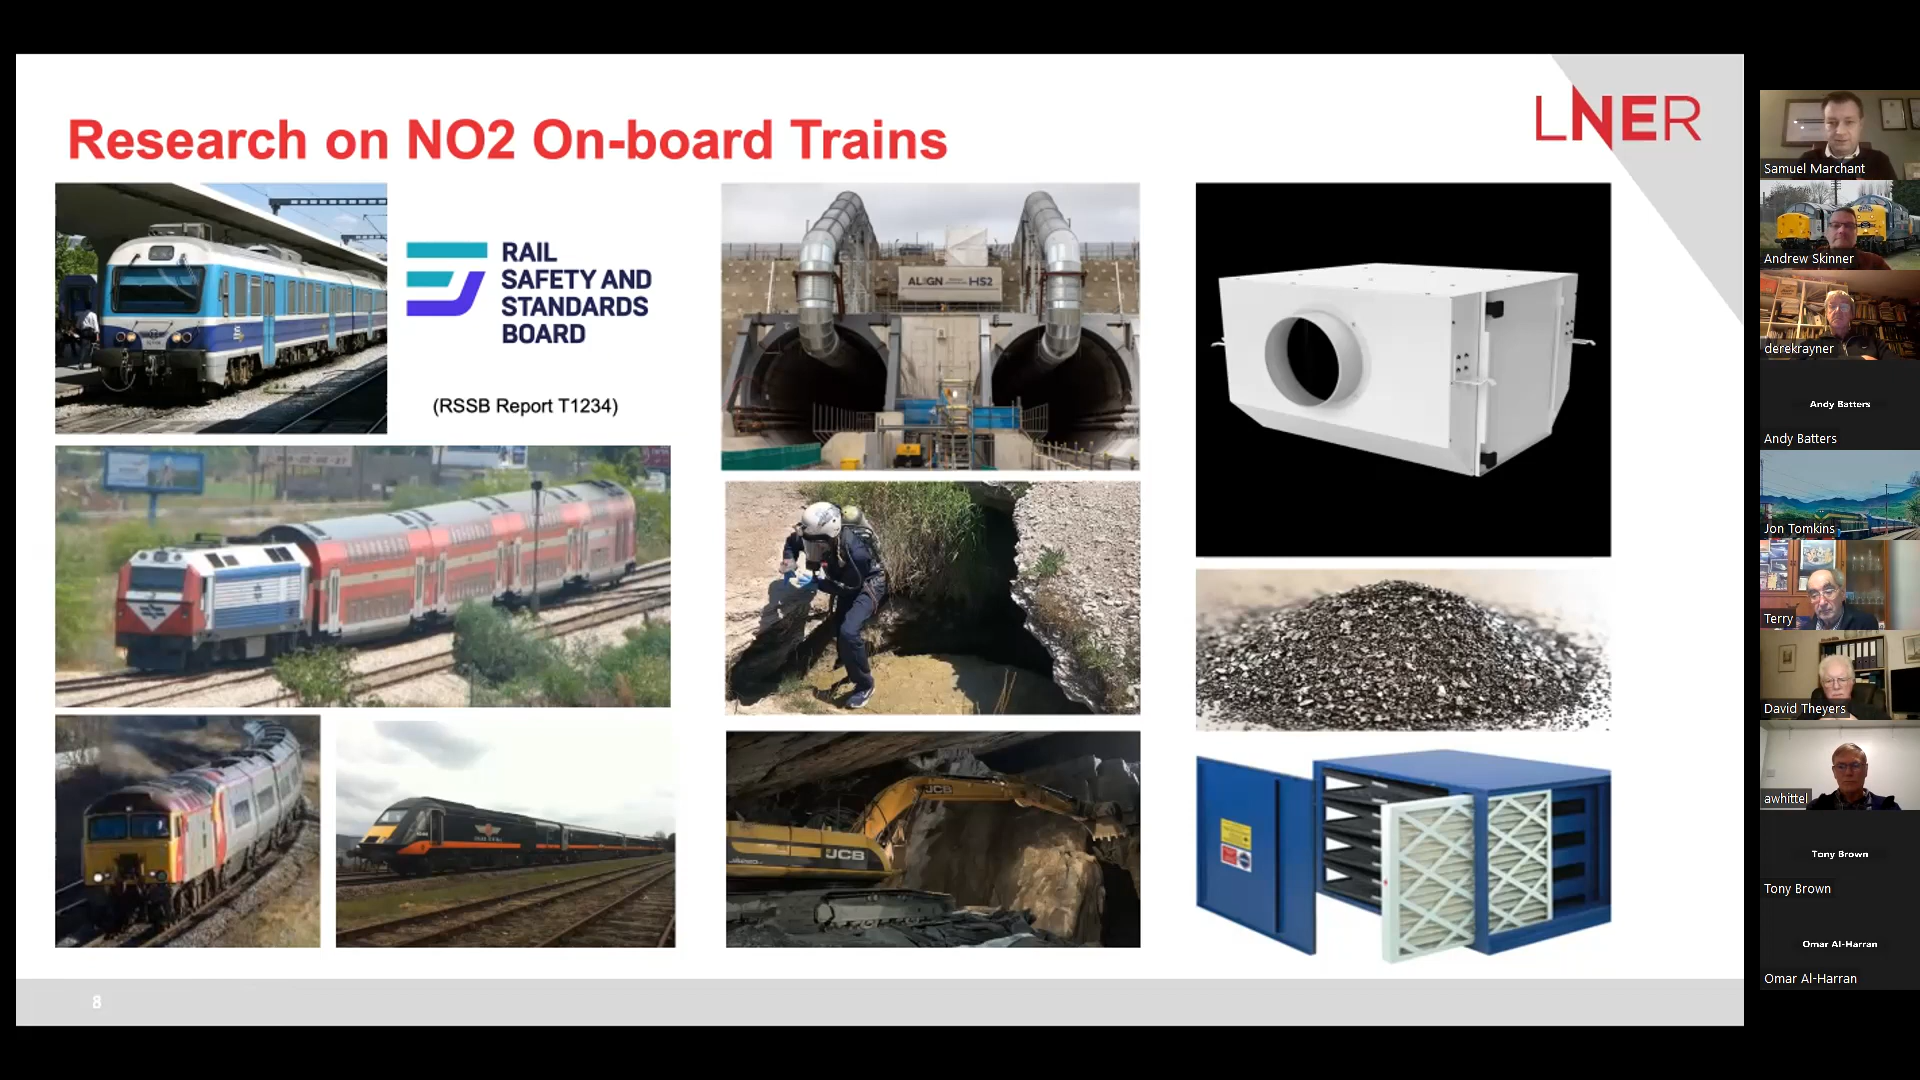 Research on NO2 On-board Trains
LNER
RAIL
SAFETY AND
STANDARDS
BOARD
(RSSB Report T1234)
ALIGN HS2
JCB
JCB
8
Samuel Marchant
Andrew Skinner
derekrayner
Andy Batters
Andy Batters
Jon Tomkins
Terry
David Theyers
awhittel
Tony Brown
Tony Brown
Omar Al-Harran
Omar Al-Harran